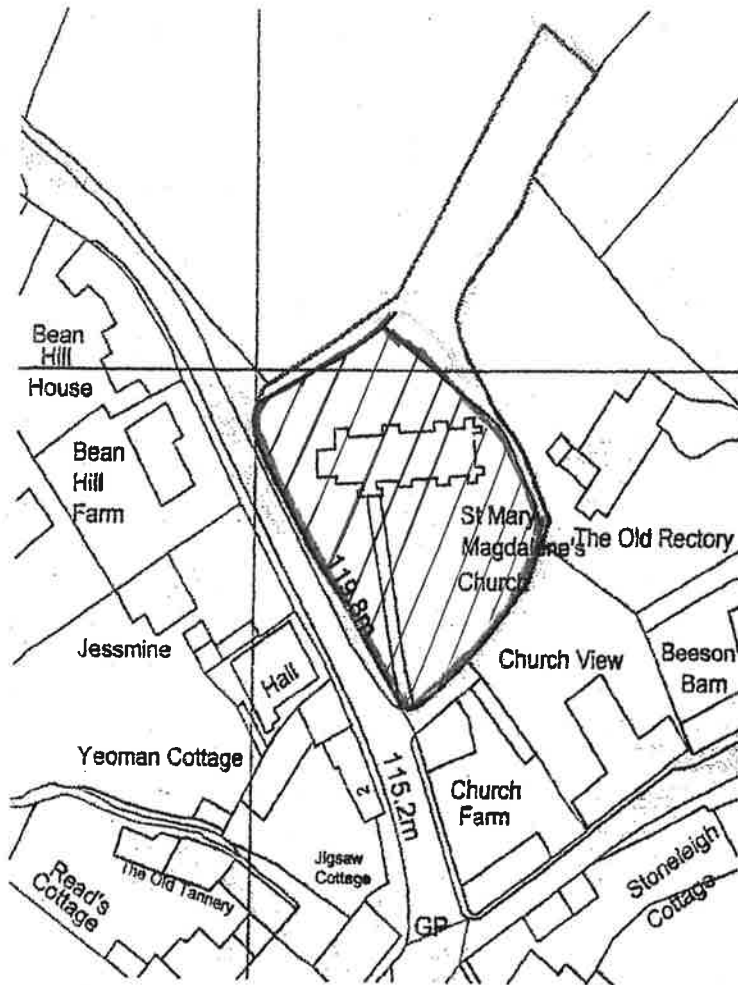 Bean
Hill
House
Bean
Hill
Farm
St Mary
Magdalene's
Church
The Old Rectory
119.8m
Jessmine
Hall
Church View
Beeson
Barn
Yeoman Cottage
2
115.2m
Church
Farm
Jigsaw
Cottage
The Old Tannery
Read's
Cottage
Stoneleigh
Cottage
GP